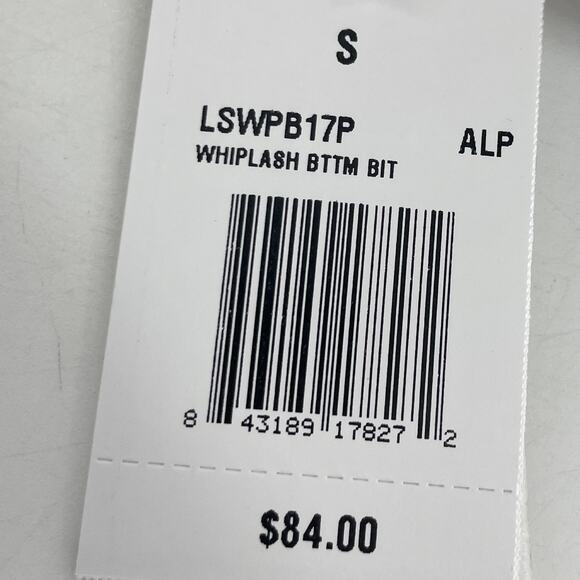 S
LSWPB17P ALP
WHIPLASH BTTM BIT
8 43189 17827 2
$84.00